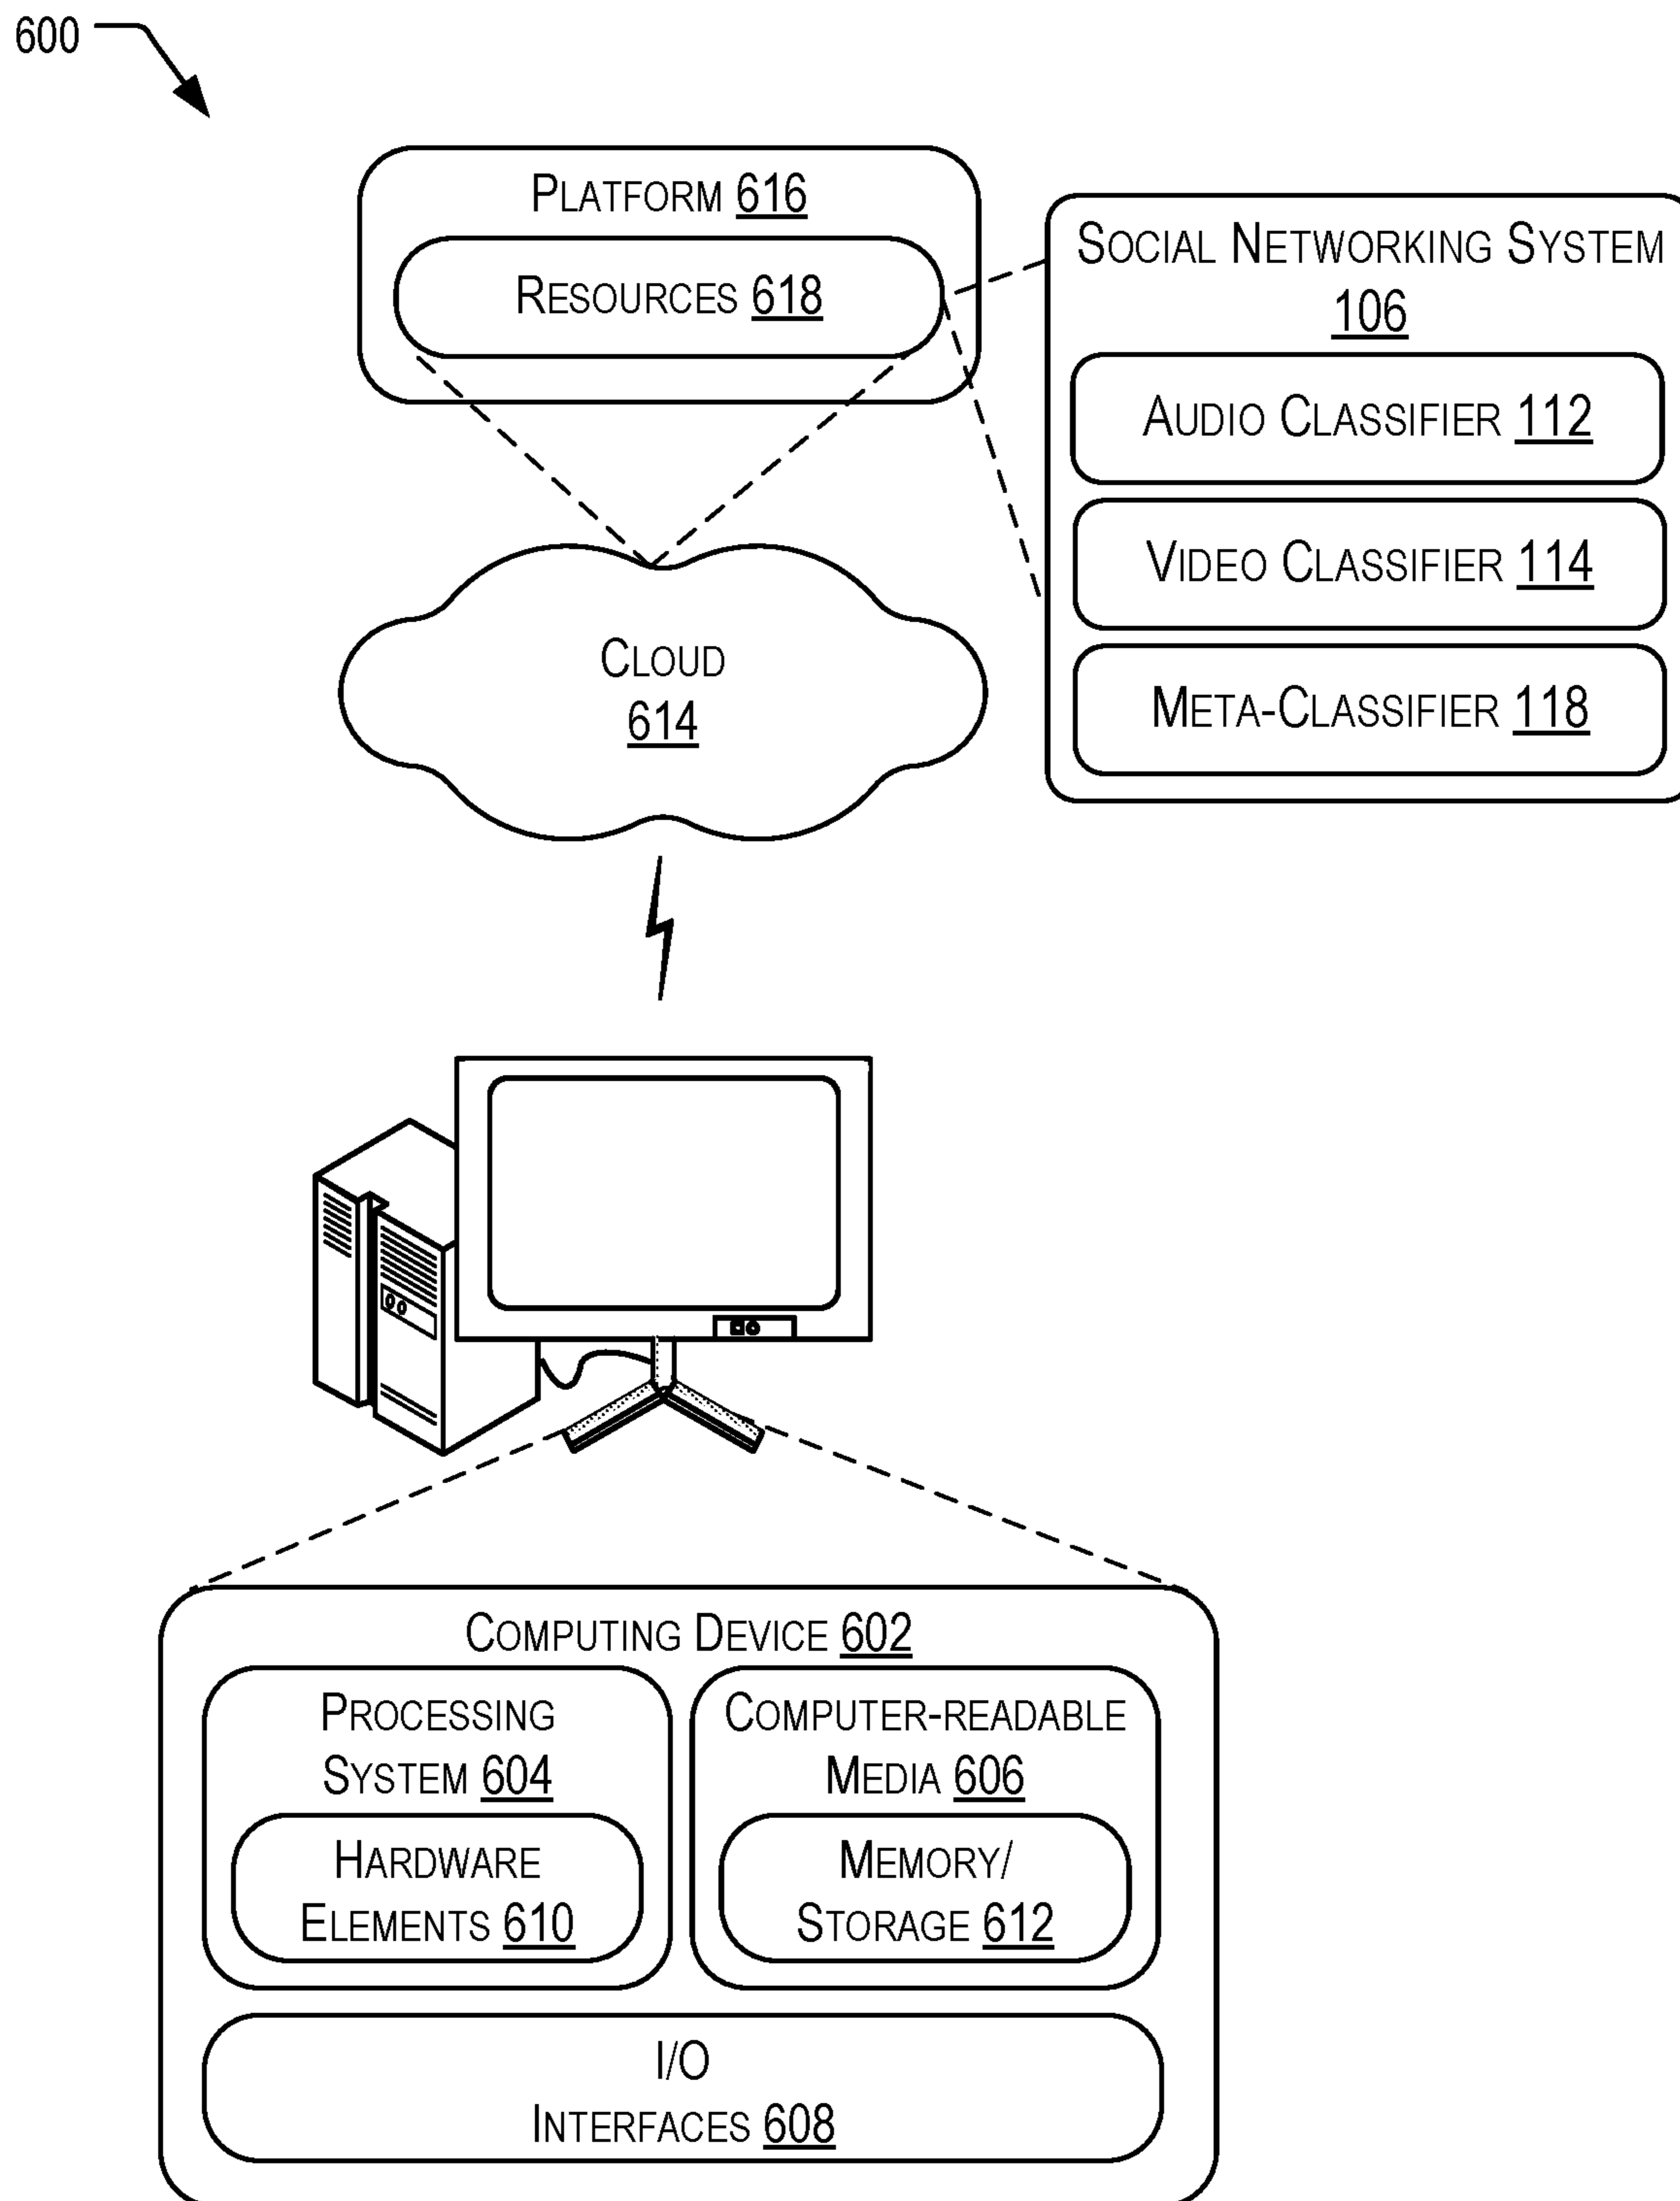 600
PLATFORM 616
RESOURCES 618
SOCIAL NETWORKING SYSTEM
106
AUDIO CLASSIFIER 112
VIDEO CLASSIFIER 114
META-CLASSIFIER 118
CLOUD
614
COMPUTING DEVICE 602
PROCESSING
SYSTEM 604
HARDWARE
ELEMENTS 610
COMPUTER-READABLE
MEDIA 606
MEMORY/
STORAGE 612
I/O
INTERFACES 608